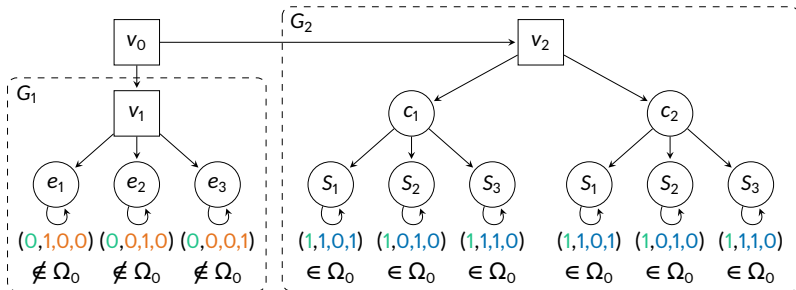 G₂
v₀ v₂
G₁
v₁ c₁ c₂
e₁ e₂ e₃ S₁ S₂ S₃ S₁ S₂ S₃
(0,1,0,0) (0,0,1,0) (0,0,0,1) (1,1,0,1) (1,0,1,0) (1,1,1,0) (1,1,0,1) (1,0,1,0) (1,1,1,0)
∉ Ω₀ ∉ Ω₀ ∉ Ω₀ ∈ Ω₀ ∈ Ω₀ ∈ Ω₀ ∈ Ω₀ ∈ Ω₀ ∈ Ω₀